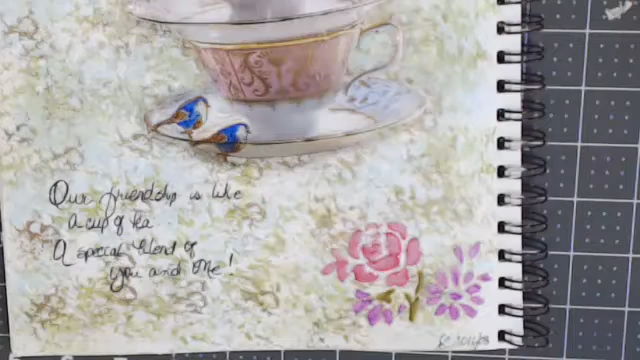 Our friendship is like
a cup of tea
A special blend of
you and Me!